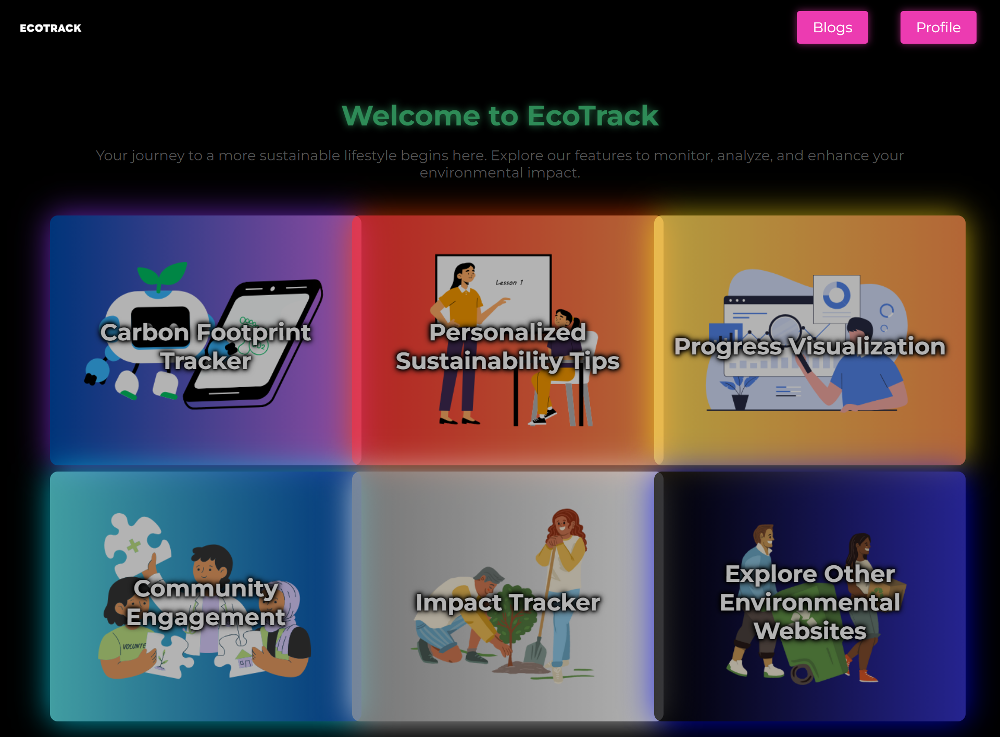 ECOTRACK
Blogs
Profile
Welcome to EcoTrack
Your journey to a more sustainable lifestyle begins here. Explore our features to monitor, analyze, and enhance your
environmental impact.
Carbon Footprint
Tracker
Lesson 1
Personalized
Sustainability Tips
Progress Visualization
Community
Engagement
VOLUNTE
Impact Tracker
Explore Other
Environmental
Websites